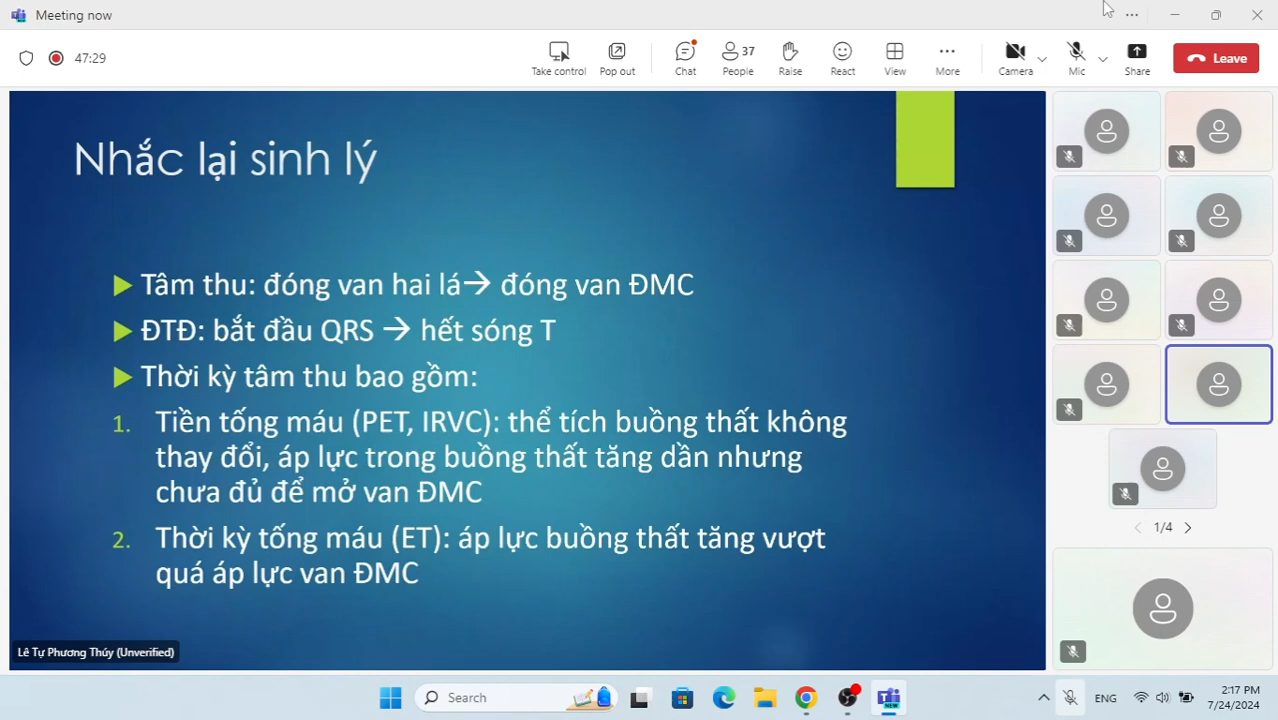 Meeting now
47:29
Take control
Pop out
Chat
37
People
Raise
React
View
More
Camera
Mic
Share
Leave
Nhắc lại sinh lý
Tâm thu: đóng van hai lá→ đóng van ĐMC
ĐTĐ: bắt đầu QRS → hết sóng T
Thời kỳ tâm thu bao gồm:
1. Tiền tống máu (PET, IRVC): thể tích buồng thất không
thay đổi, áp lực trong buồng thất tăng dần nhưng
chưa đủ để mở van ĐMC
2. Thời kỳ tống máu (ET): áp lực buồng thất tăng vượt
quá áp lực van ĐMC
Lê Tự Phương Thúy (Unverified)
1/4
Search
NEW
ENG
2:17 PM
7/24/2024